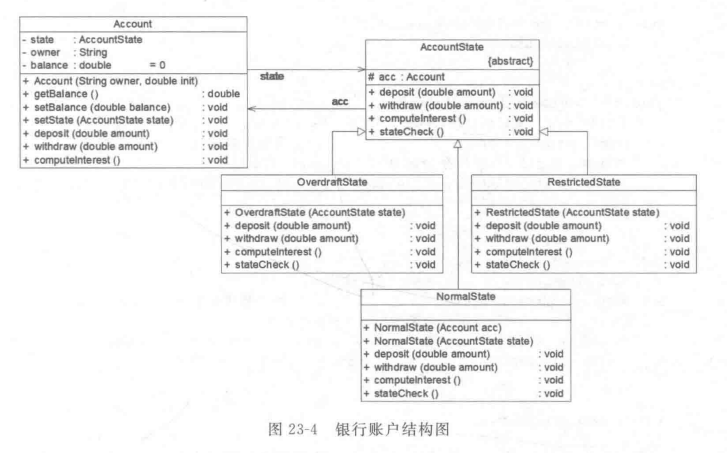 Account
- state : AccountState
- owner : String
- balance : double = 0
+ Account (String owner, double init)
+ getBalance () : double
+ setBalance (double balance) : void
+ setState (AccountState state) : void
+ deposit (double amount) : void
+ withdraw (double amount) : void
+ computeInterest () : void
state
acc
AccountState
{abstract}
# acc : Account
+ deposit (double amount) : void
+ withdraw (double amount) : void
+ computeInterest () : void
+ stateCheck () : void
OverdraftState
+ OverdraftState (AccountState state)
+ deposit (double amount) : void
+ withdraw (double amount) : void
+ computeInterest () : void
+ stateCheck () : void
RestrictedState
+ RestrictedState (AccountState state)
+ deposit (double amount) : void
+ withdraw (double amount) : void
+ computeInterest () : void
+ stateCheck () : void
NormalState
+ NormalState (Account acc)
+ NormalState (AccountState state)
+ deposit (double amount) : void
+ withdraw (double amount) : void
+ computeInterest () : void
+ stateCheck () : void
图 23-4 银行账户结构图